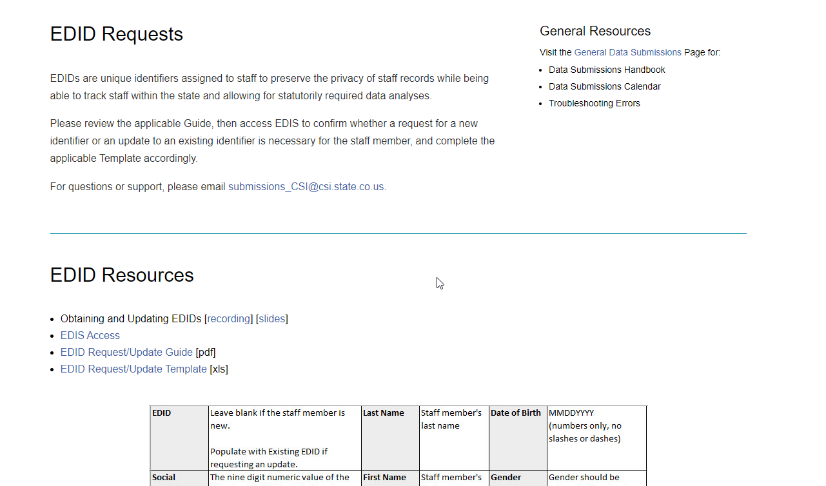 EDID Requests
EDIDs are unique identifiers assigned to staff to preserve the privacy of staff records while being
able to track staff within the state and allowing for statutorily required data analyses.
Please review the applicable Guide, then access EDIS to confirm whether a request for a new
identifier or an update to an existing identifier is necessary for the staff member, and complete the
applicable Template accordingly.
For questions or support, please email submissions_CSI@csi.state.co.us.
General Resources
Visit the General Data Submissions Page for:
• Data Submissions Handbook
• Data Submissions Calendar
• Troubleshooting Errors
EDID Resources
• Obtaining and Updating EDIDs [recording] [slides]
• EDIS Access
• EDID Request/Update Guide [pdf]
• EDID Request/Update Template [xls]
EDID Leave blank if the staff member is Last Name Staff member's Date of Birth MMDDYYYY
new. last name (numbers only, no
slashes or dashes)
Populate with Existing EDID if
requesting an update.
Social The nine digit numeric value of the First Name Staff member's Gender Gender should be